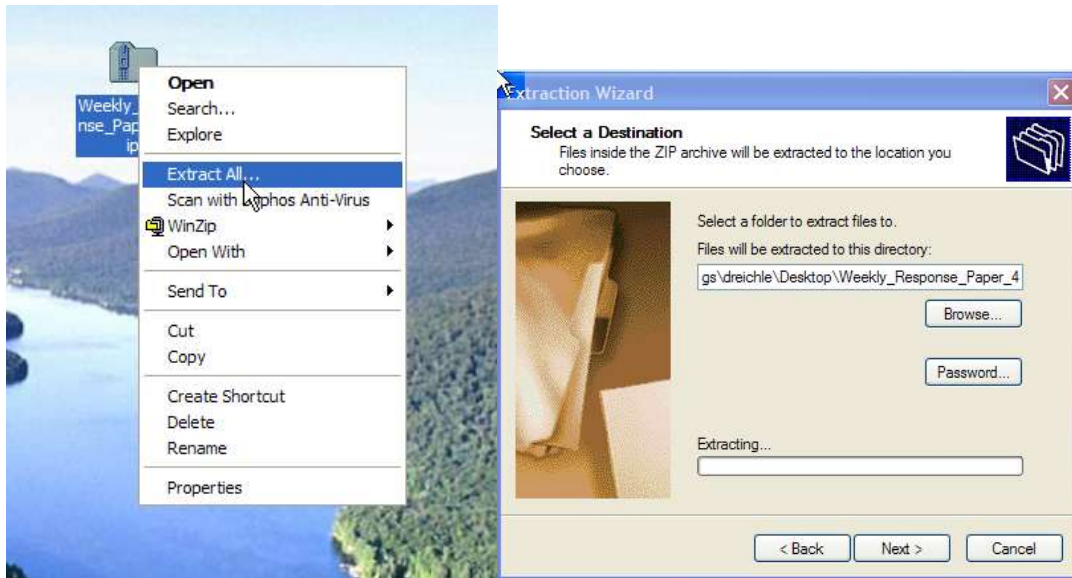 Weekly_
nse_Pap
ip
Open
Search...
Explore
Extract All...
Scan with Anti-Virus
WinZip
Open With
Send To
Cut
Copy
Create Shortcut
Delete
Rename
Properties
Extraction Wizard
Select a Destination
Files inside the ZIP archive will be extracted to the location you
choose.
Select a folder to extract files to.
Files will be extracted to this directory:
gs\dreichle\Desktop\Weekly_Response_Paper_4
Browse...
Password...
Extracting...
< Back
Next >
Cancel